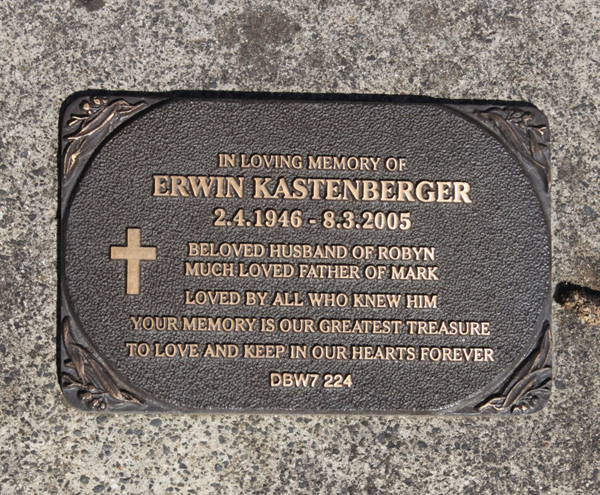 IN LOVING MEMORY OF
ERWIN KASTENBERGER
2.4.1946 - 8.3.2005
BELOVED HUSBAND OF ROBYN
MUCH LOVED FATHER OF MARK
LOVED BY ALL WHO KNEW HIM
YOUR MEMORY IS OUR GREATEST TREASURE
TO LOVE AND KEEP IN OUR HEARTS FOREVER
DBW7 224